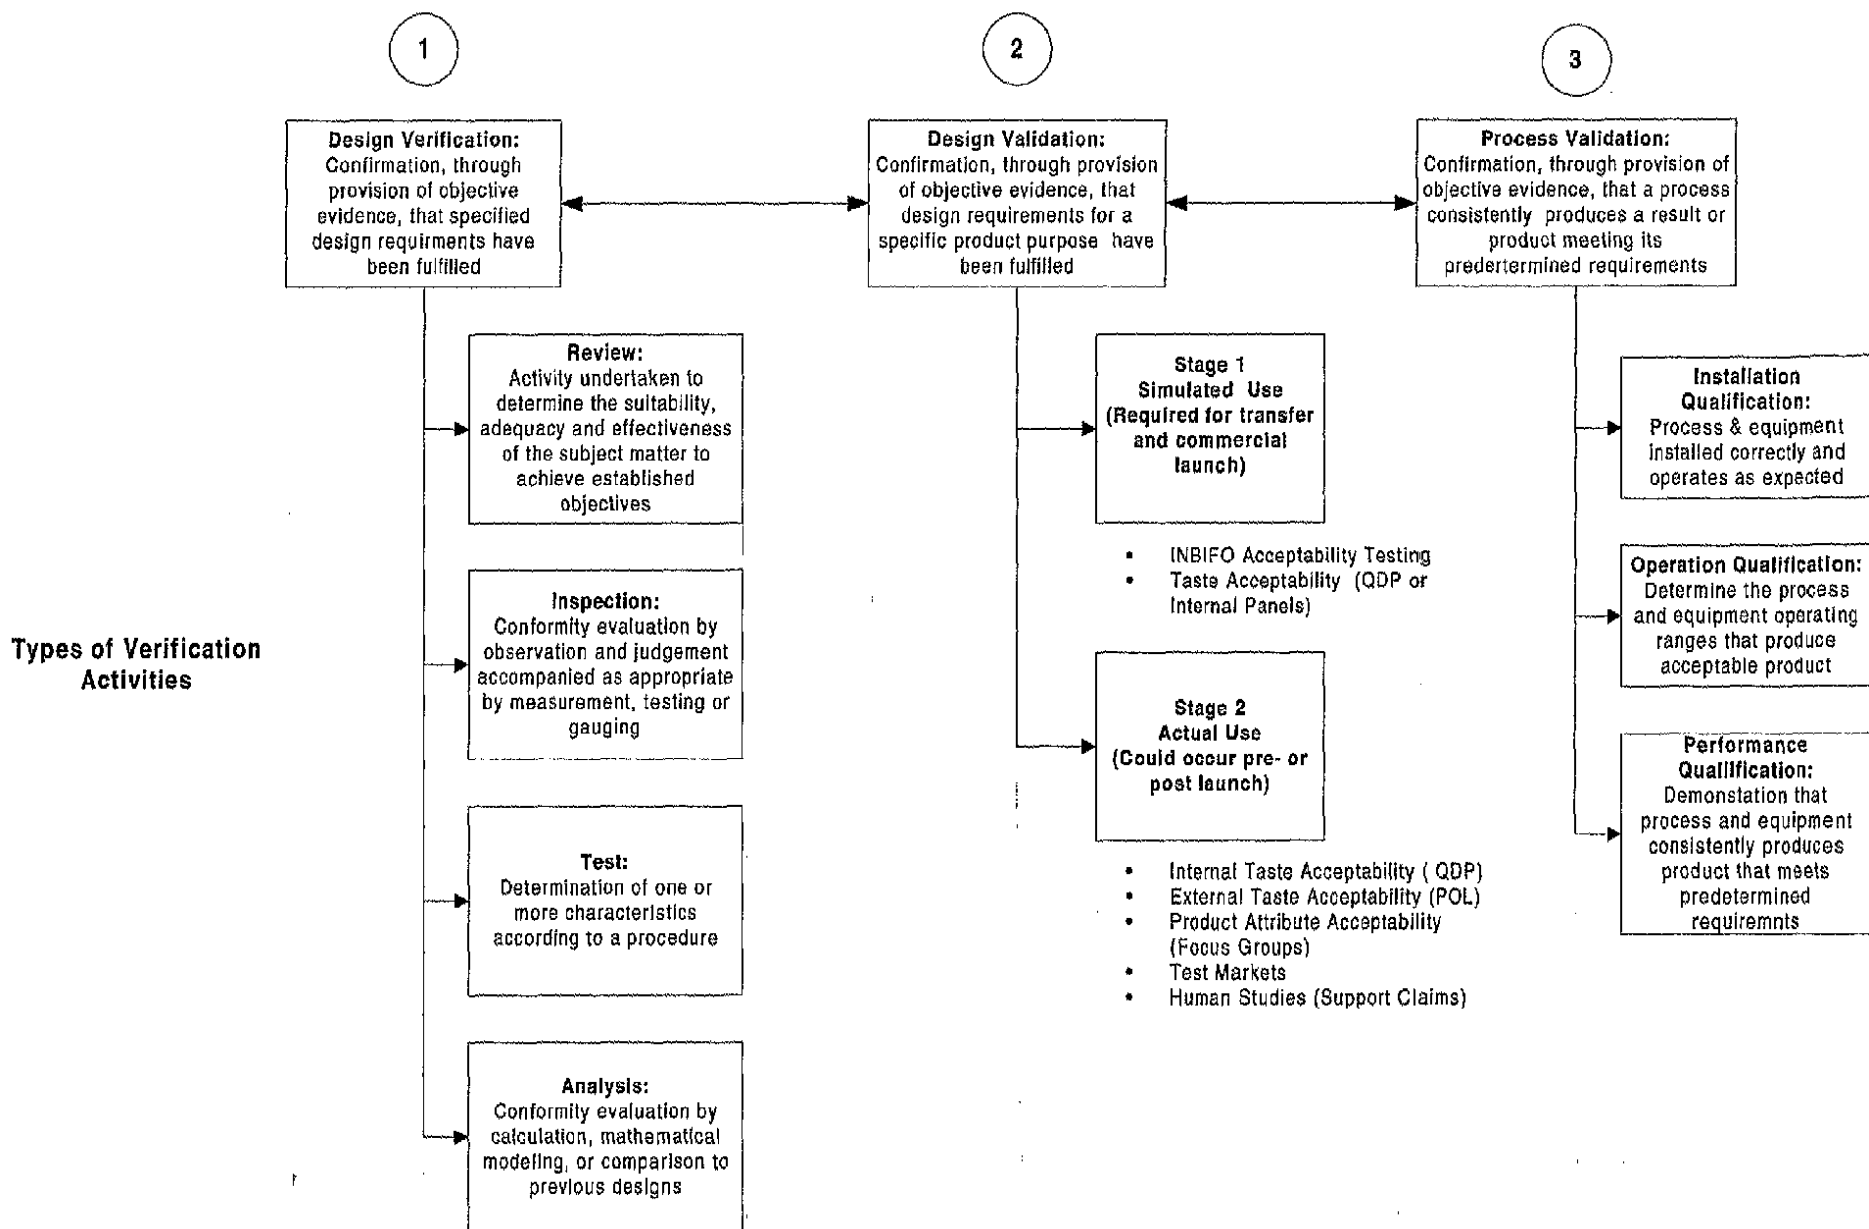 1
Design Verification:
Confirmation, through
provision of objective
evidence, that specified
design requirments have
been fulfilled
Review:
Activity undertaken to
determine the suitability,
adequacy and effectiveness
of the subject matter to
achieve established
objectives
Types of Verification
Activities
Inspection:
Conformity evaluation by
observation and judgement
accompanied as appropriate
by measurement, testing or
gauging
Test:
Determination of one or
more characteristics
according to a procedure
Analysis:
Conformity evaluation by
calculation, mathematical
modeling, or comparison to
previous designs
2
Design Validation:
Confirmation, through provision
of objective evidence, that
design requirements for a
specific product purpose have
been fulfilled
Stage 1
Simulated Use
(Required for transfer
and commercial
launch)
• INBIFO Acceptability Testing
• Taste Acceptability (QDP or
Internal Panels)
Stage 2
Actual Use
(Could occur pre- or
post launch)
• Internal Taste Acceptability ( QDP)
• External Taste Acceptability (POL)
• Product Attribute Acceptability
(Focus Groups)
• Test Markets
• Human Studies (Support Claims)
3
Process Validation:
Confirmation, through provision of
objective evidence, that a process
consistently produces a result or
product meeting its
predertermined requirements
Installation
Qualification:
Process & equipment
installed correctly and
operates as expected
Operation Qualification:
Determine the process
and equipment operating
ranges that produce
acceptable product
Performance
Quallification:
Demonstation that
process and equipment
consistently produces
product that meets
predetermined
requiremnts